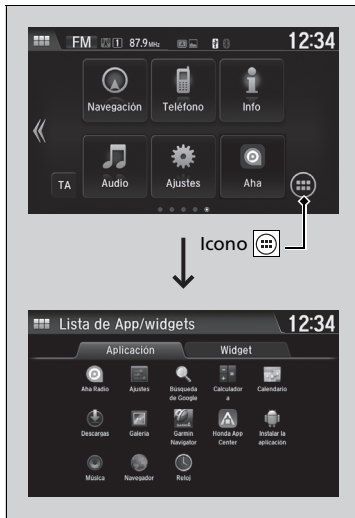 FM 1 87.9MHz 12:34
Navegación Teléfono Info
TA Audio Ajustes Aha
Icono
Lista de App/widgets 12:34
Aplicación Widget
Aha Radio Ajustes Búsqueda de Google Calculadora Calendario
Descargas Galería Garmin Navigator Honda App Center Instalar la aplicación
Música Navegador Reloj